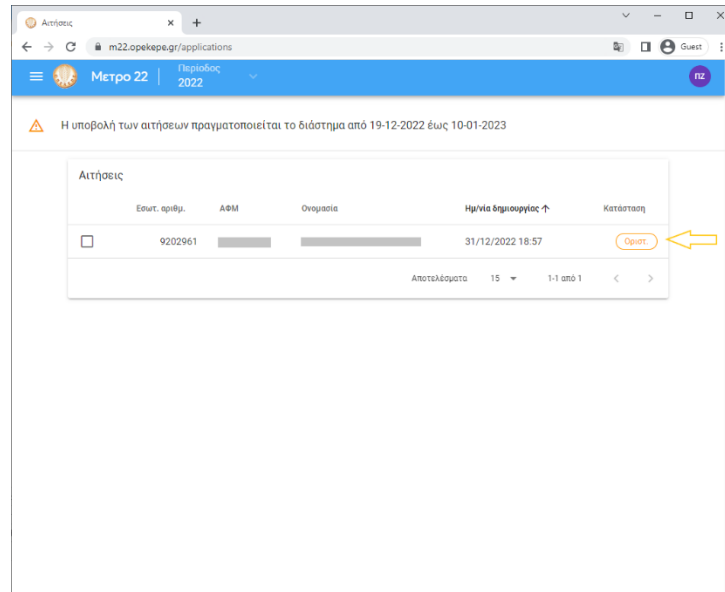 Αιτήσεις
m22.opekepe.gr/applications
Guest
Μετρο 22
Περίοδος
2022
ΠΖ
Η υποβολή των αιτήσεων πραγματοποιείται το διάστημα από 19-12-2022 έως 10-01-2023
Αιτήσεις
Εσωτ. αριθμ. ΑΦΜ Ονομασία Ημ/νία δημιουργίας Κατάσταση
9202961 31/12/2022 18:57 Οριστ.
Αποτελέσματα 15 1-1 από 1